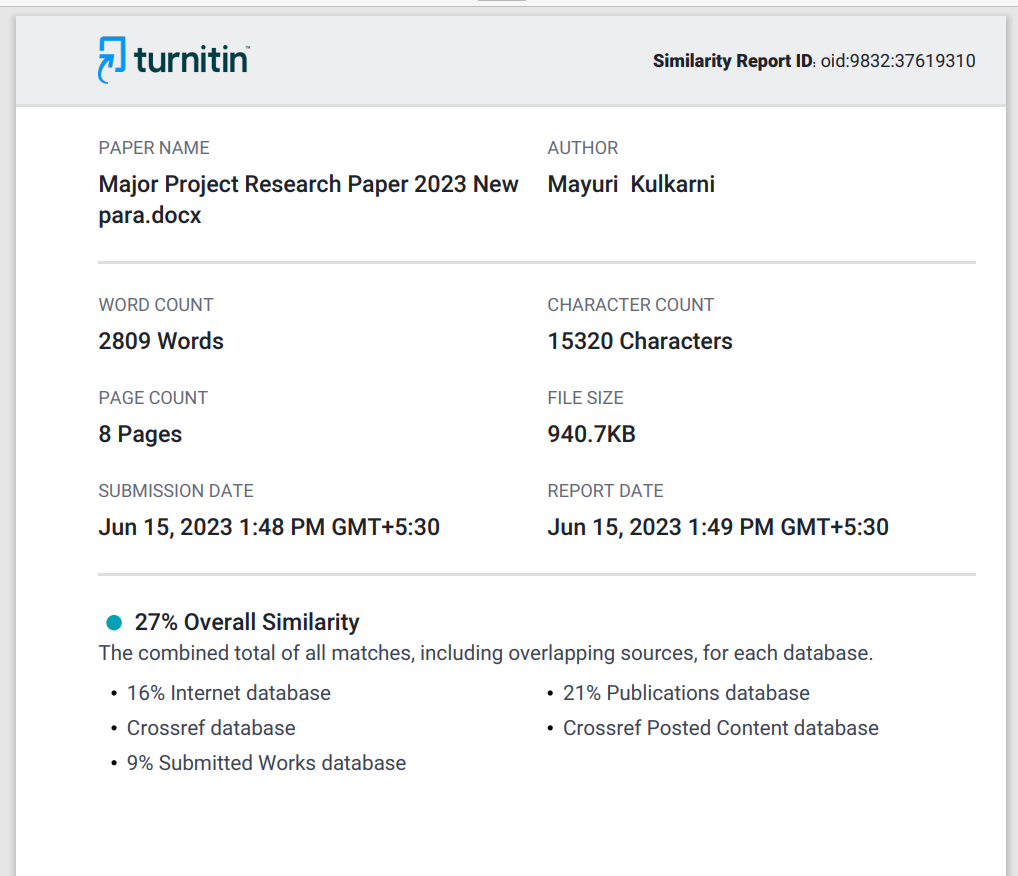 turnitin™
Similarity Report ID: oid:9832:37619310
PAPER NAME
Major Project Research Paper 2023 New
para.docx
AUTHOR
Mayuri  Kulkarni
WORD COUNT
2809 Words
CHARACTER COUNT
15320 Characters
PAGE COUNT
8 Pages
FILE SIZE
940.7KB
SUBMISSION DATE
Jun 15, 2023 1:48 PM GMT+5:30
REPORT DATE
Jun 15, 2023 1:49 PM GMT+5:30
27% Overall Similarity
The combined total of all matches, including overlapping sources, for each database.
• 16% Internet database
• 21% Publications database
• Crossref database
• Crossref Posted Content database
• 9% Submitted Works database